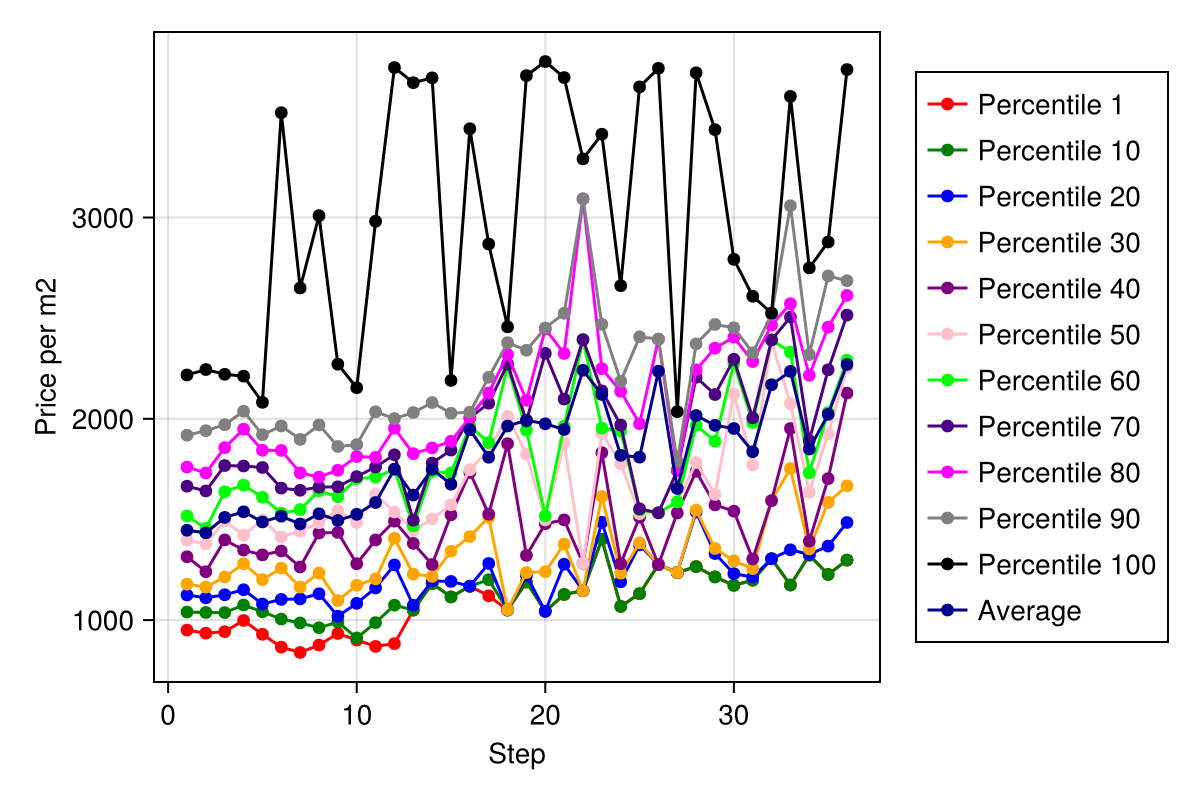 3000
2000
1000
0
10
20
30
Price per m2
Step
Percentile 1
Percentile 10
Percentile 20
Percentile 30
Percentile 40
Percentile 50
Percentile 60
Percentile 70
Percentile 80
Percentile 90
Percentile 100
Average